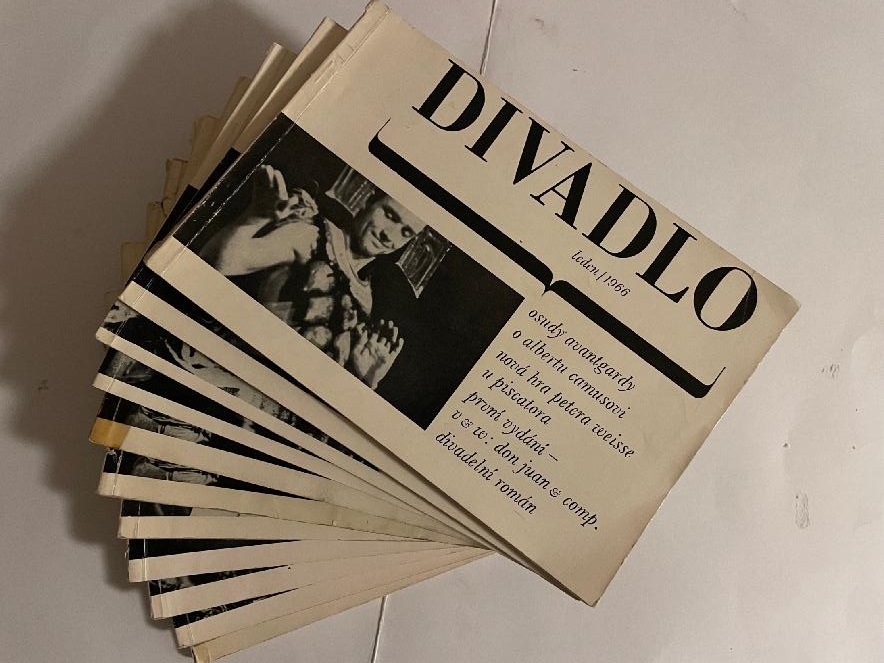 DIVADLO
leden/1966
osudy avantgardy
o albertu camusovi
nová hra petera weisse
u piscatora
první vydání –
v & w: don juan & comp.
divadelní román